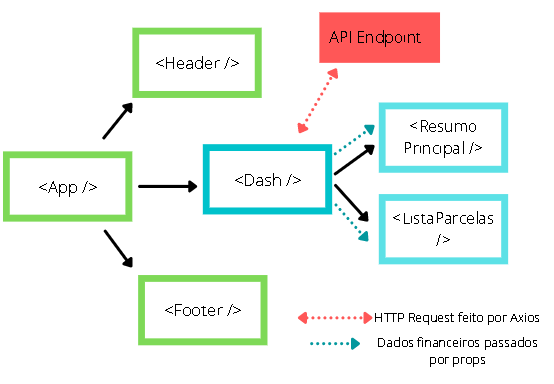 API Endpoint
<Header />
<Resumo
Principal />
<App />
<Dash />
<ListaParcelas
/>
<Footer />
HTTP Request feito por Axios
Dados financeiros passados
por props